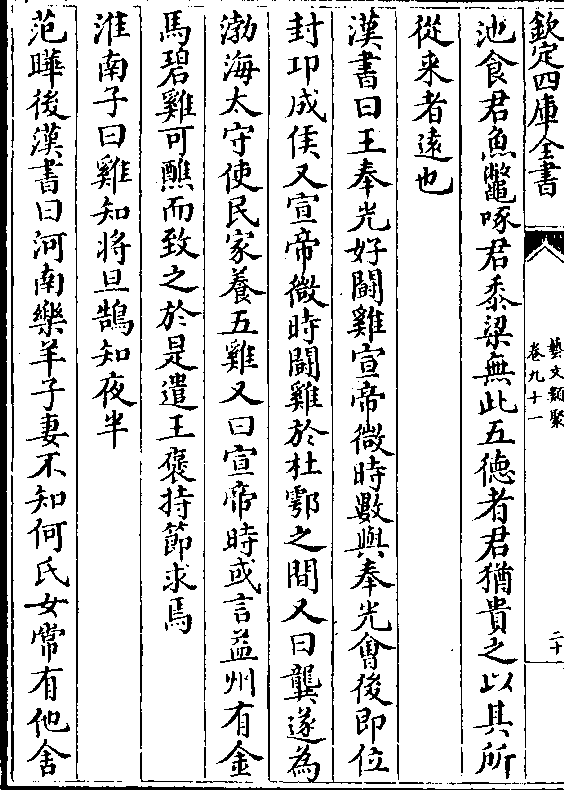 欽定四庫全書
藝文類聚
卷九十一
二十
池食君魚鼈啄君黍梁無此五徳者君猶貴之以其所
從来者遠也
漢書曰王奉光好鬭雞宣帝微時數與奉光會後即位
封卭成侯又宣帝微時鬭雞於杜鄠之間又曰龔遂為
渤海太守使民家養五雞又曰宣帝時或言益州有金
馬碧雞可醮而致之於是遣王褒持節求焉
淮南子曰雞知将旦鵠知夜半
范曄後漢書曰河南樂羊子妻不知何氏女常有他舍